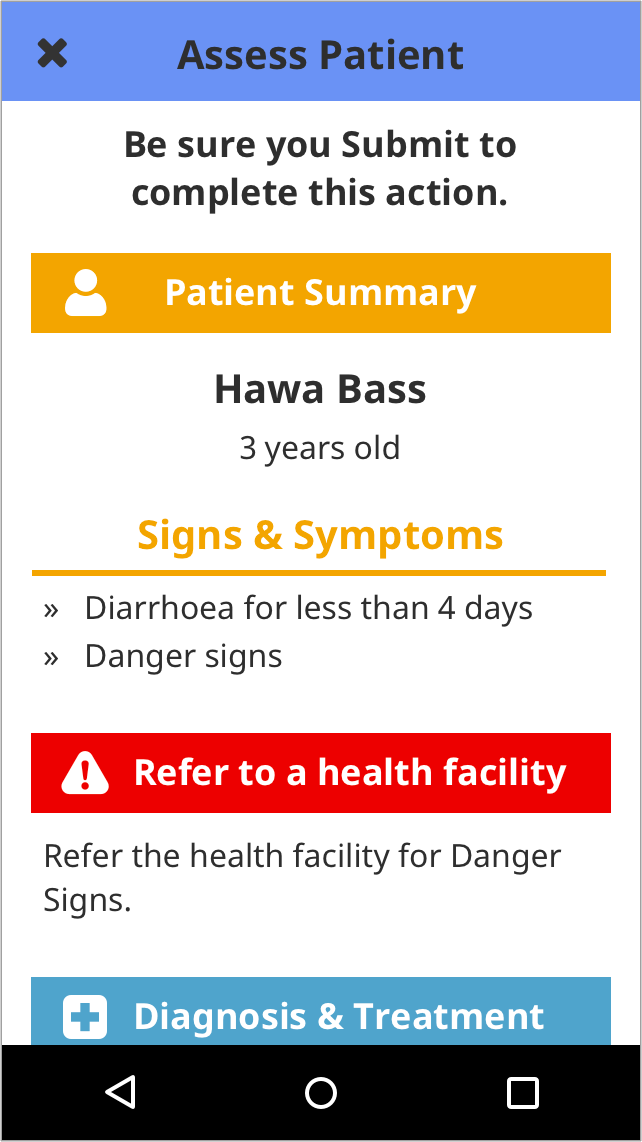 Assess Patient
Be sure you Submit to
complete this action.
Patient Summary
Hawa Bass
3 years old
Signs & Symptoms
» Diarrhoea for less than 4 days
» Danger signs
Refer to a health facility
Refer the health facility for Danger
Signs.
Diagnosis & Treatment